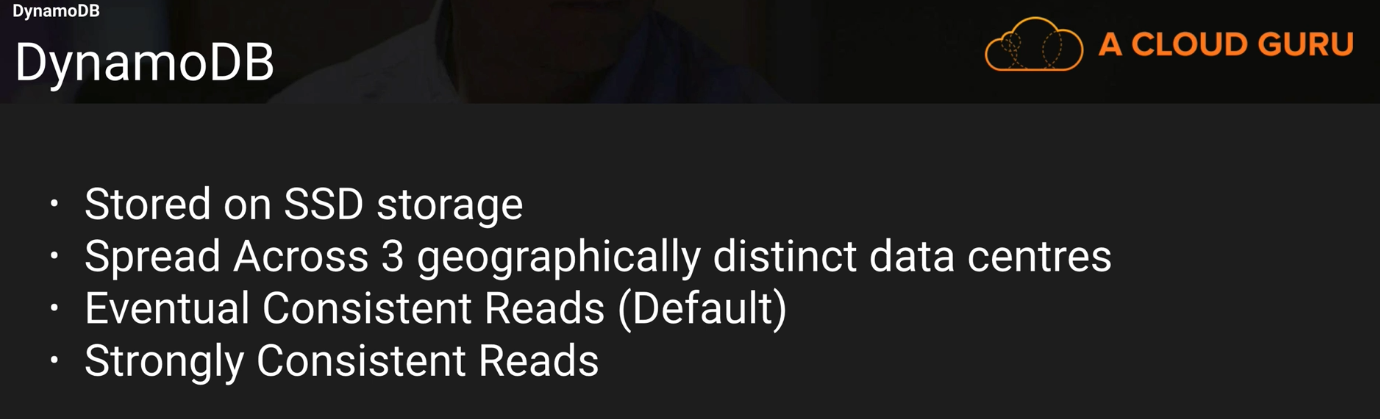 DynamoDB
DynamoDB
A CLOUD GURU
• Stored on SSD storage
• Spread Across 3 geographically distinct data centres
• Eventual Consistent Reads (Default)
• Strongly Consistent Reads